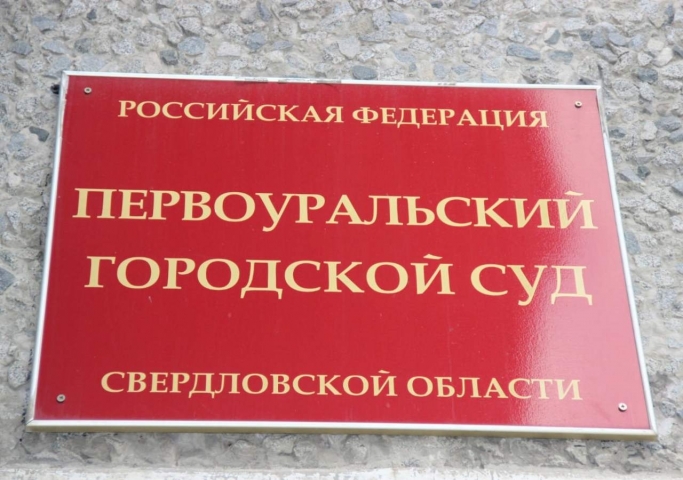 РОССИЙСКАЯ ФЕДЕРАЦИЯ
ПЕРВОУРАЛЬСКИЙ
ГОРОДСКОЙ СУД
СВЕРДЛОВСКОЙ ОБЛАСТИ